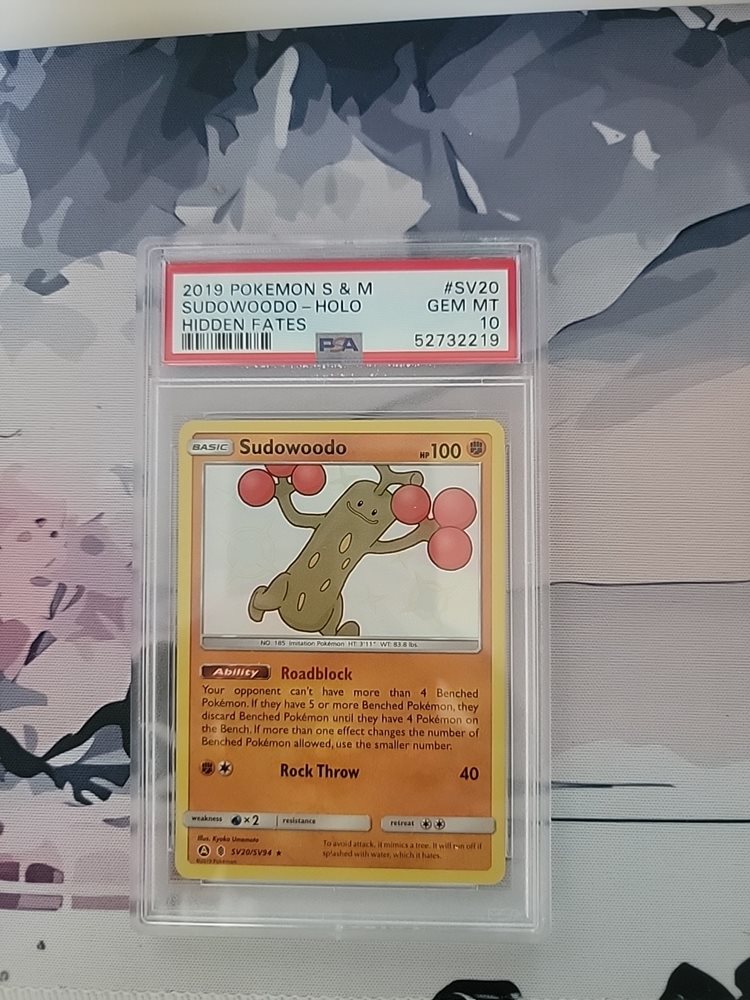 2019 POKEMON S & M #SV20
SUDOWOODO - HOLO GEM MT
HIDDEN FATES 10
PSA 52732219
BASIC Sudowoodo HP 100
NO. 185 Imitation Pokémon HT: 3'11" WT: 83.8 lbs.
Ability Roadblock
Your opponent can't have more than 4 Benched
Pokémon. If they have 5 or more Benched Pokémon, they
discard Benched Pokémon until they have 4 Pokémon on
the Bench. If more than one effect changes the number of
Benched Pokémon allowed, use the smaller number.
Rock Throw 40
weakness ×2 resistance retreat
Illus. Kyoko Umemoto
To avoid attack, it mimics a tree. It will run off if
splashed with water, which it hates.
A SV20/SV94 ★
©2019 Pokémon